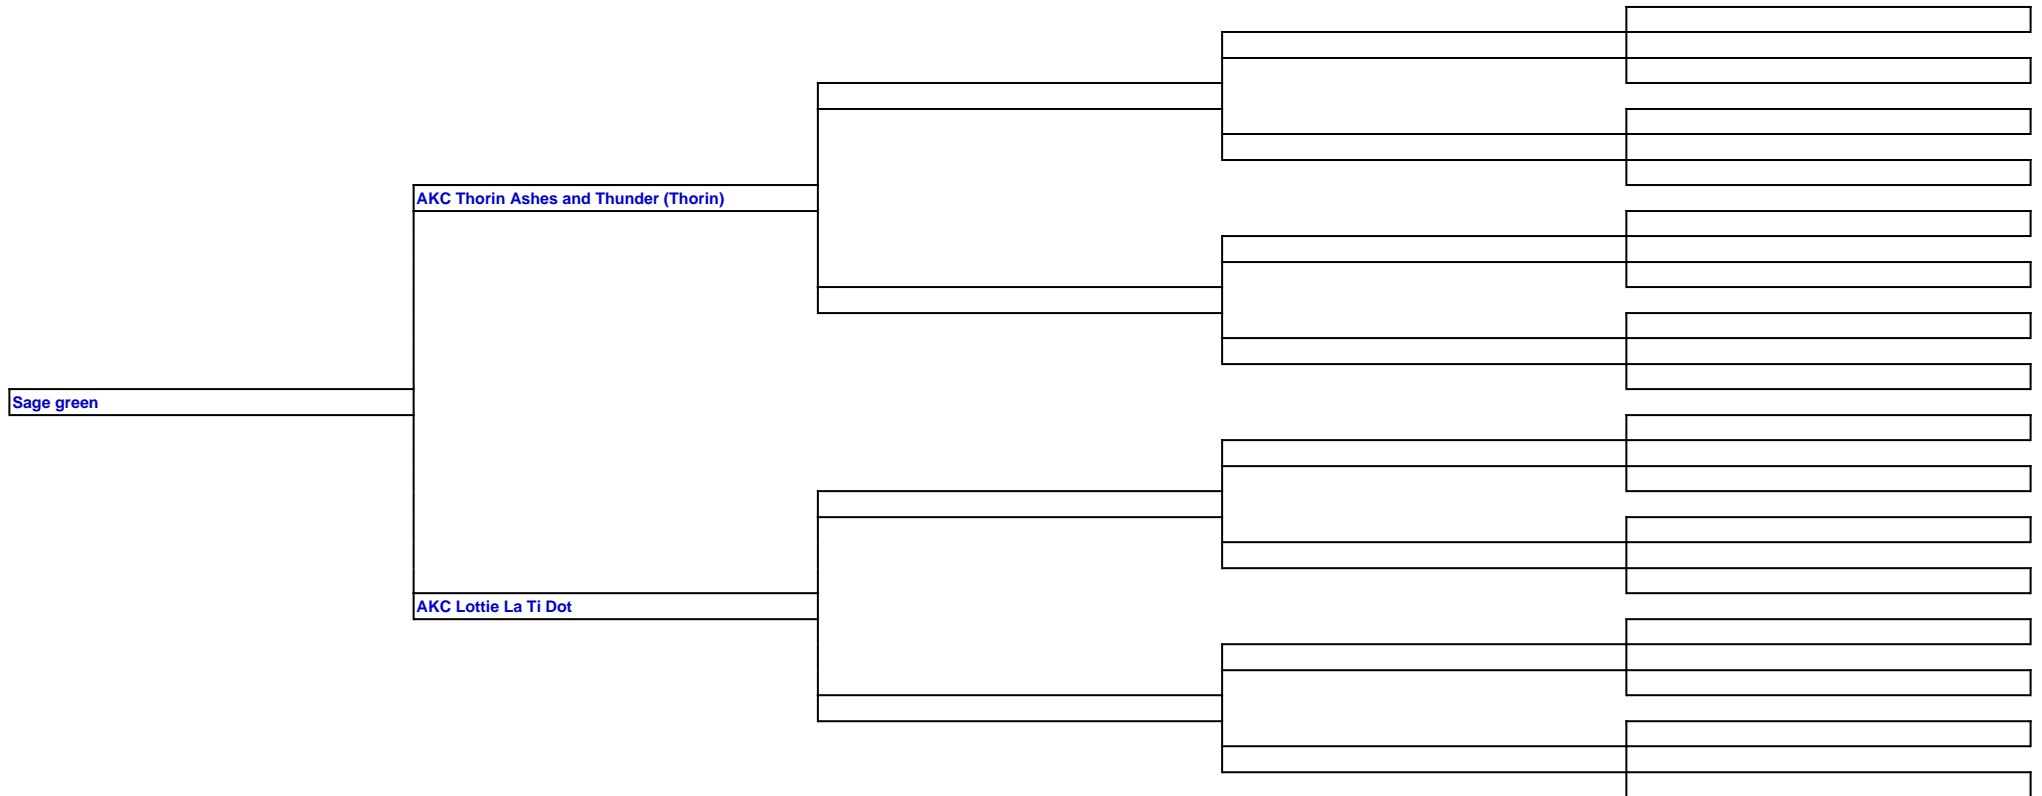 AKC Thorin Ashes and Thunder (Thorin)
Sage green
AKC Lottie La Ti Dot